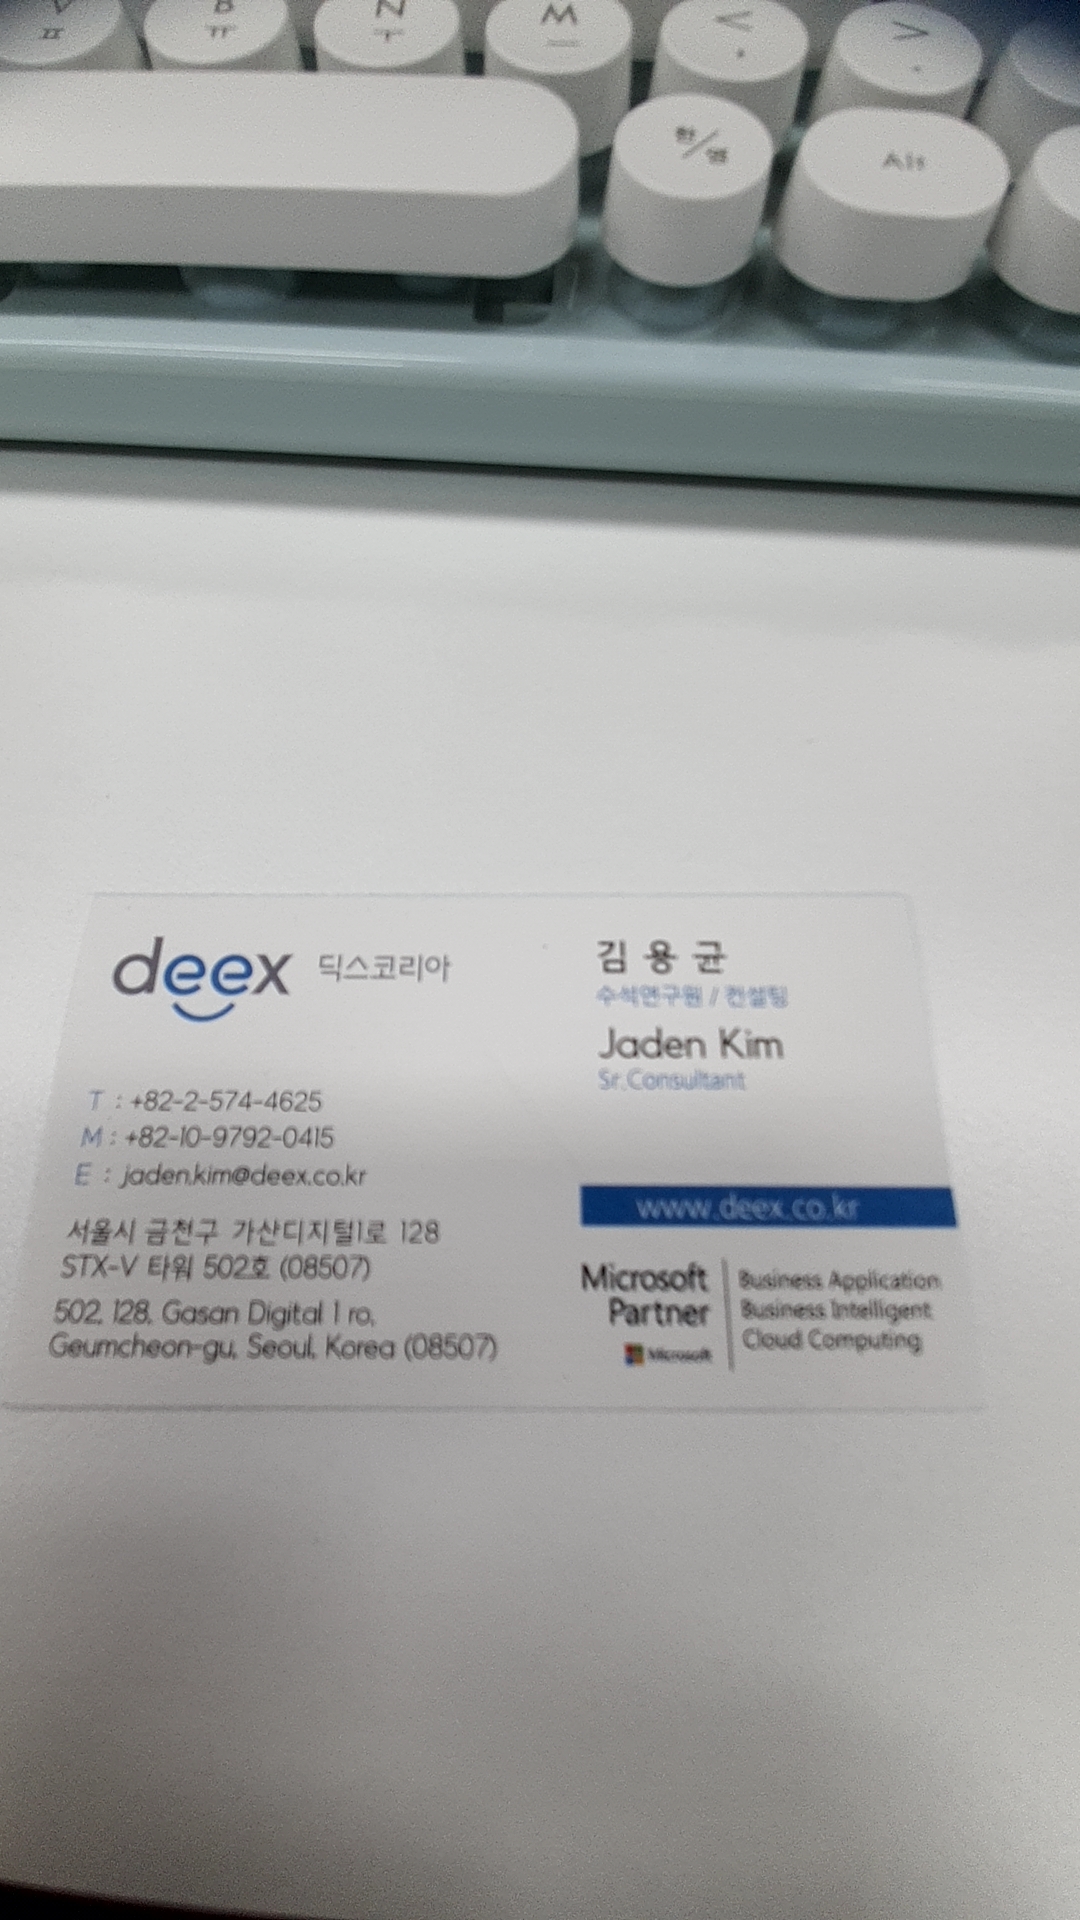 B
ㅠ
N
ㅜ
M
ㅡ
<
.
>
.
ㅍ
한/영
Alt
deex 딕스코리아
T : +82-2-574-4625
M : +82-10-9792-0415
E : jaden.kim@deex.co.kr
서울시 금천구 가산디지털1로 128
STX-V 타워 502호 (08507)
502, 128, Gasan Digital 1 ro,
Geumcheon-gu, Seoul, Korea (08507)
김 용 균
수석연구원 / 컨설팅
Jaden Kim
Sr.Consultant
www.deex.co.kr
Microsoft
Partner
Microsoft
Business Application
Business Intelligent
Cloud Computing